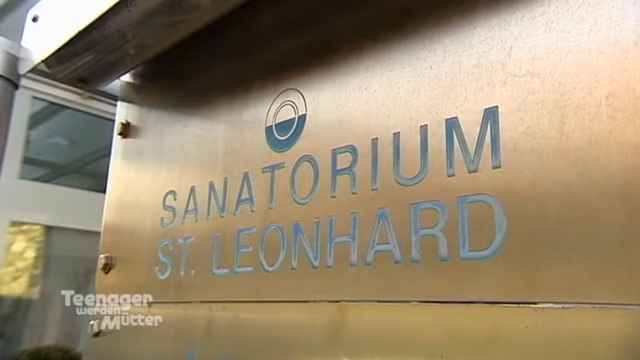 SANATORIUM
ST. LEONHARD
Teenager
werden
Mütter